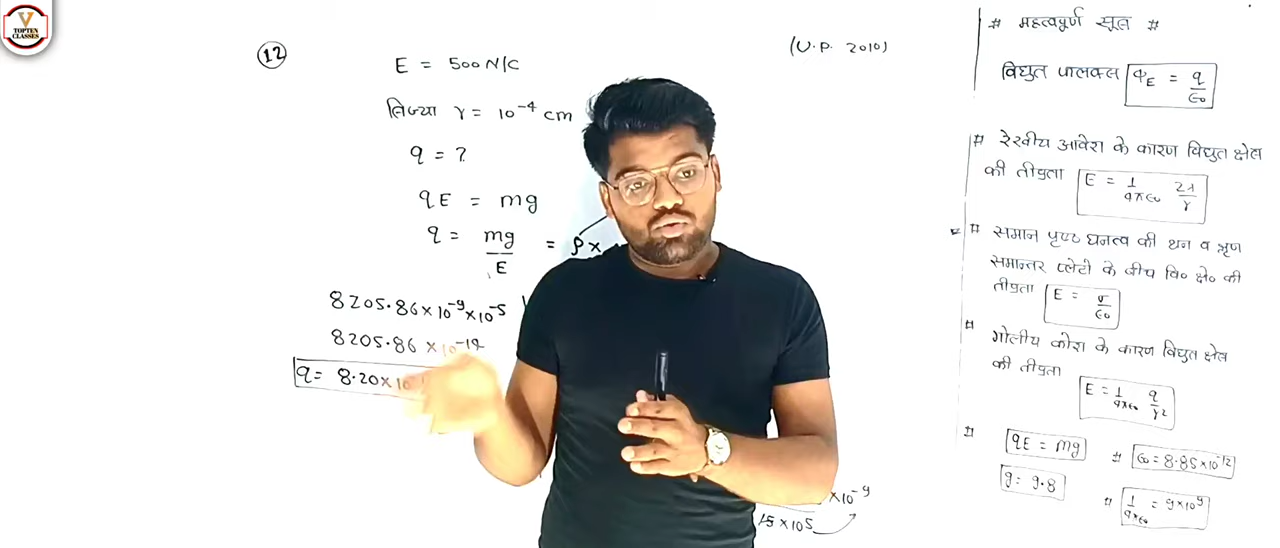 V
TOPTEN
CLASSES
(12)
(U.P. 2010)
E = 500 N/C
त्रिज्या r = 10⁻⁴ cm
q = ?
qE = mg
q = mg/E = ρ ×
8205.86 × 10⁻⁹ × 10⁻⁵
8205.86 ×
q = 8.20 × 10
× 10⁻⁹
15 × 10⁵
# महत्वपूर्ण सूत्र #
विद्युत फ्लक्स Φ_E = q/ε₀
# रेखीय आवेश के कारण विद्युत क्षेत्र
की तीव्रता E = 1/4πε₀ 2λ/r
# समान पृष्ठ घनत्व की धन व ऋण
समान्तर प्लेटो के बीच वि० क्षे० की
तीव्रता E = σ/ε₀
# गोलीय कोश के कारण विद्युत क्षेत्र
की तीव्रता
E = 1/4πε₀ q/r²
# qE = mg # ε₀ = 8.85 × 10⁻¹²
g = 9.8
# 1/4πε₀ = 9 × 10⁹